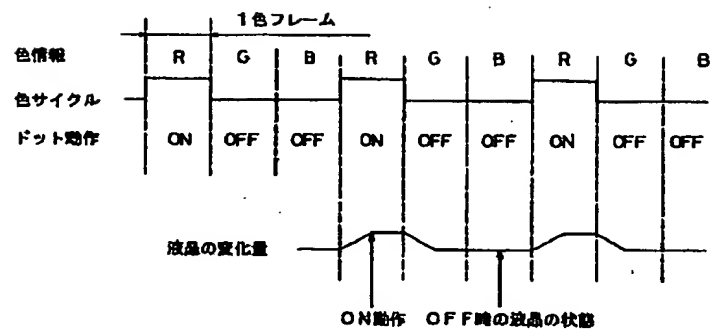 1色フレーム
色情報 R G B R G B R G B
色サイクル
ドット動作 ON OFF OFF ON OFF OFF ON OFF OFF
液晶の変化量
ON動作 OFF時の液晶の状態